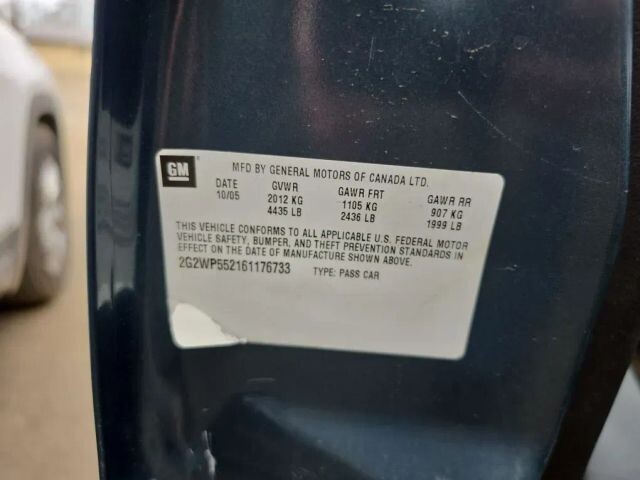 GM MFD BY GENERAL MOTORS OF CANADA LTD.
DATE GVWR GAWR FRT GAWR RR
10/05 2012 KG 1105 KG 907 KG
4435 LB 2436 LB 1999 LB
THIS VEHICLE CONFORMS TO ALL APPLICABLE U.S. FEDERAL MOTOR
VEHICLE SAFETY, BUMPER, AND THEFT PREVENTION STANDARDS IN
EFFECT ON THE DATE OF MANUFACTURE SHOWN ABOVE.
2G2WP552161176733 TYPE: PASS CAR